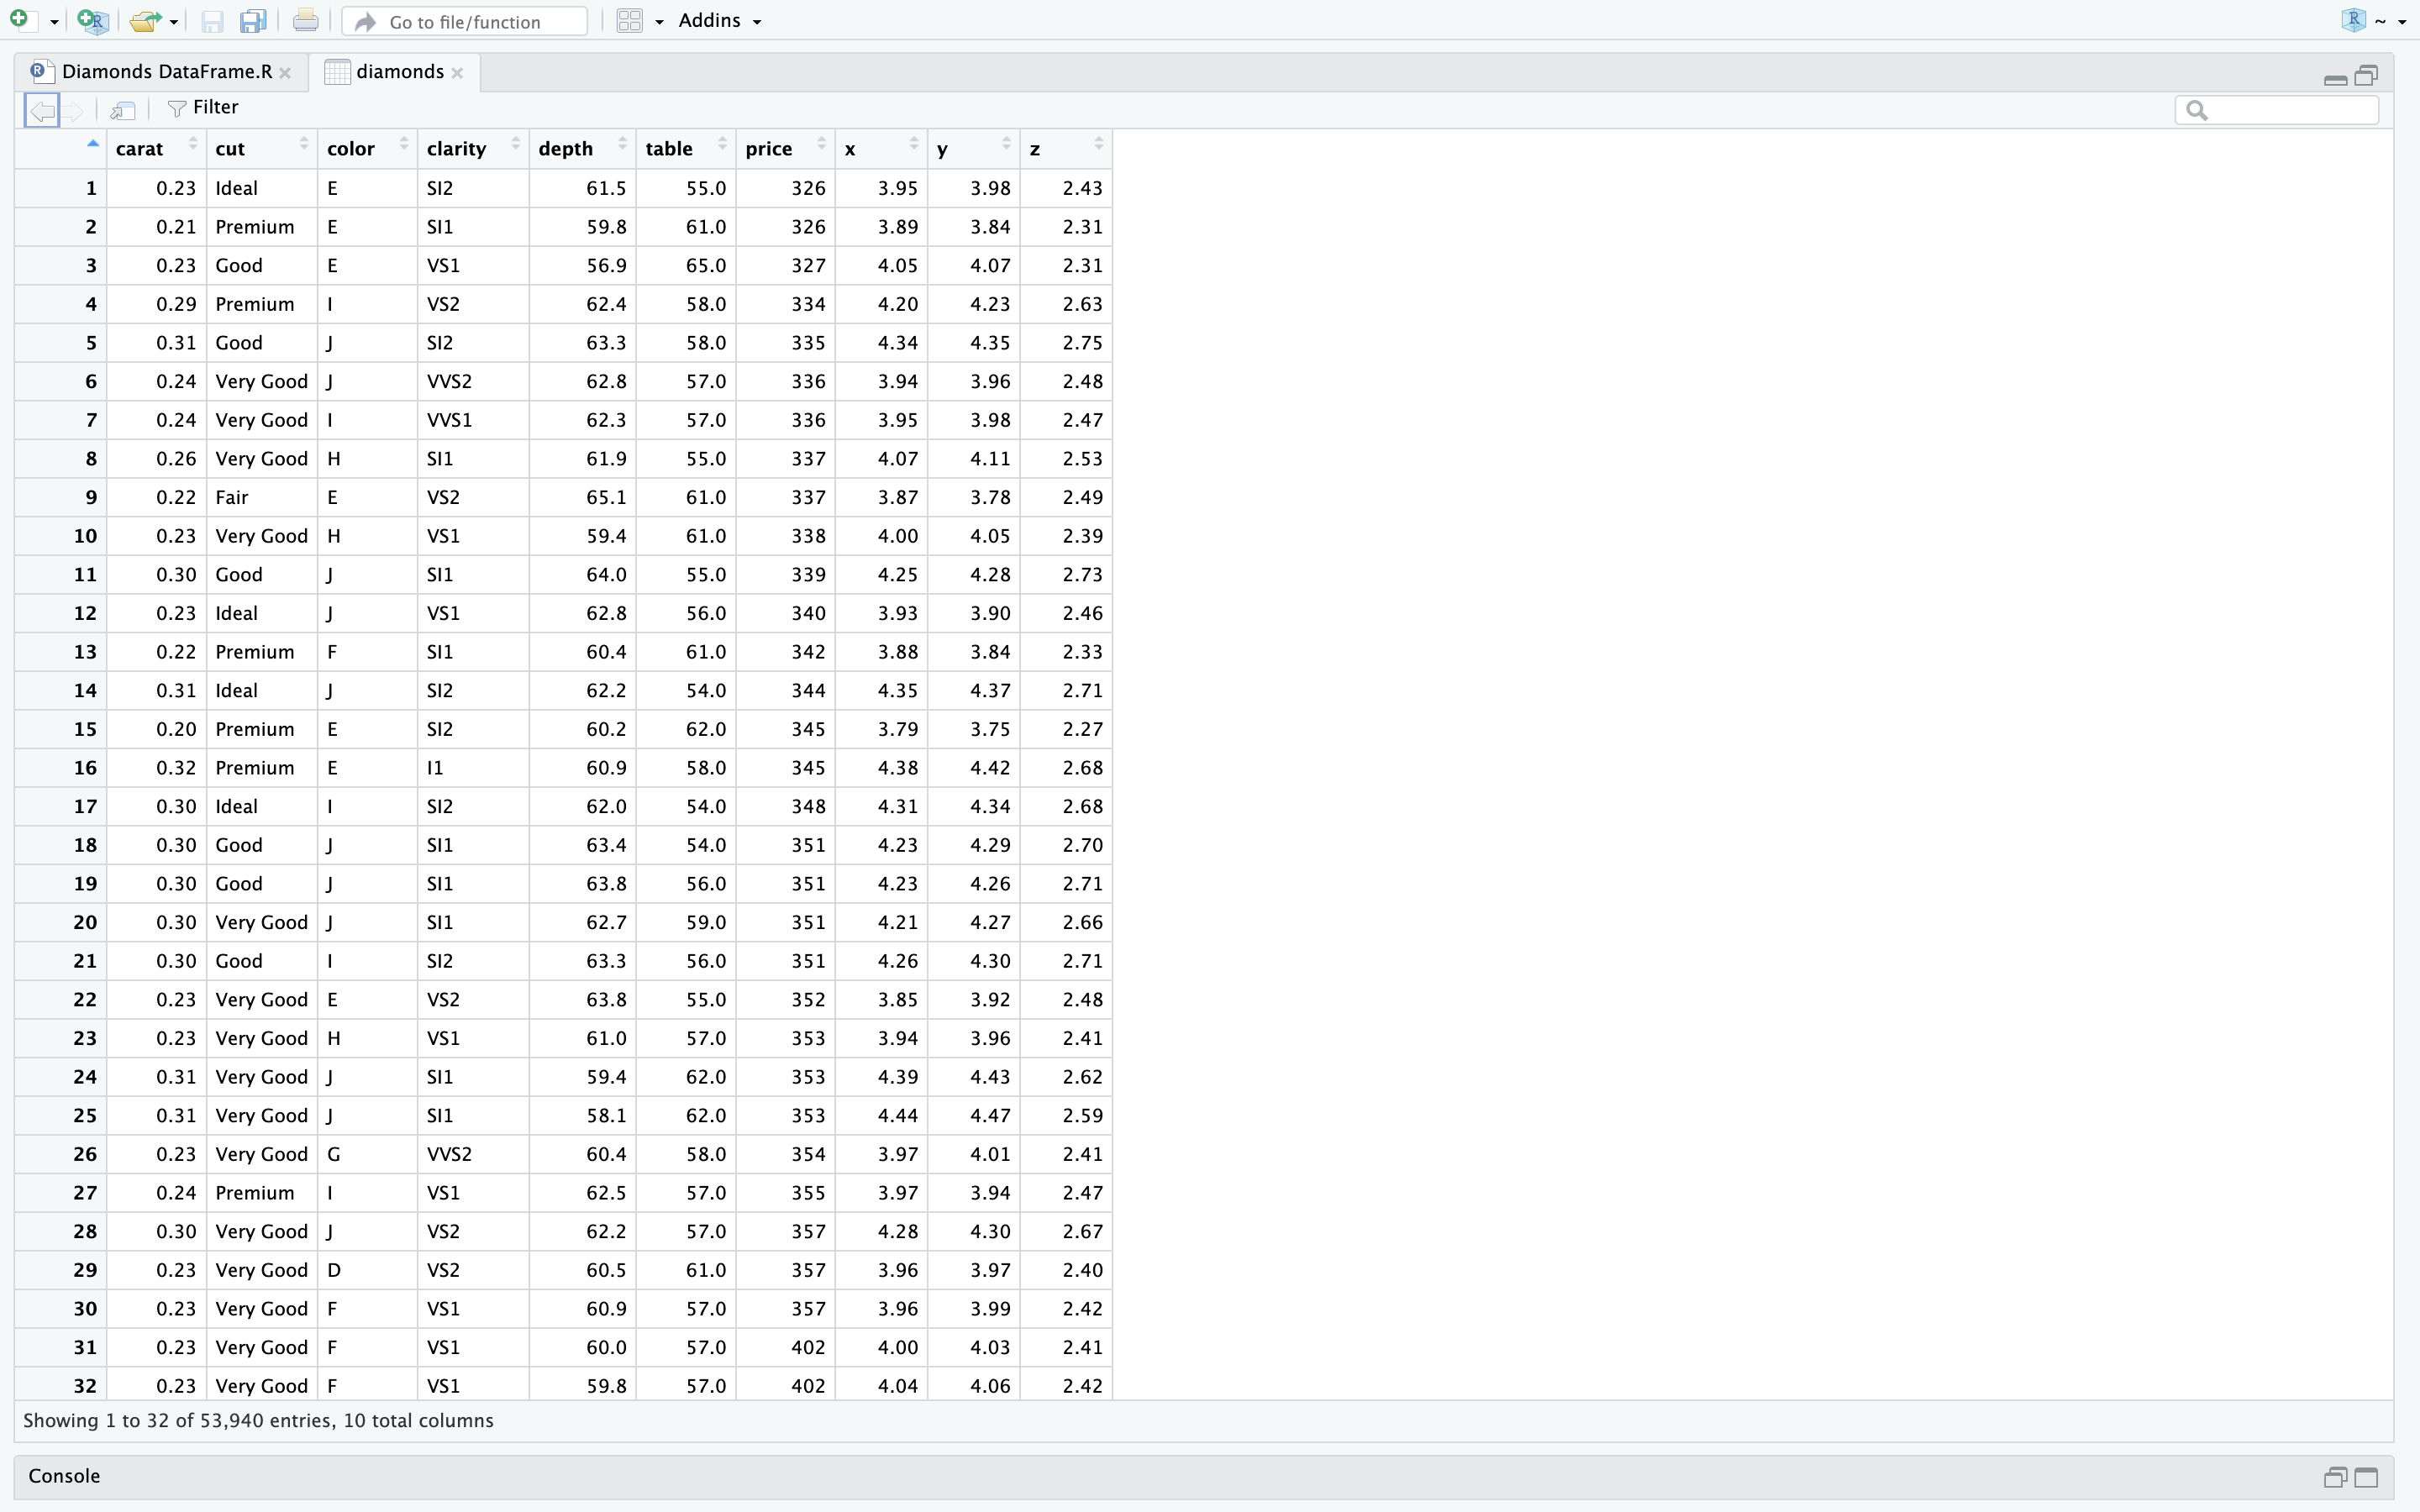 Go to file/function Addins R ~
R Diamonds DataFrame.R diamonds
Filter
carat cut color clarity depth table price x y z
1 0.23 Ideal E SI2 61.5 55.0 326 3.95 3.98 2.43
2 0.21 Premium E SI1 59.8 61.0 326 3.89 3.84 2.31
3 0.23 Good E VS1 56.9 65.0 327 4.05 4.07 2.31
4 0.29 Premium I VS2 62.4 58.0 334 4.20 4.23 2.63
5 0.31 Good J SI2 63.3 58.0 335 4.34 4.35 2.75
6 0.24 Very Good J VVS2 62.8 57.0 336 3.94 3.96 2.48
7 0.24 Very Good I VVS1 62.3 57.0 336 3.95 3.98 2.47
8 0.26 Very Good H SI1 61.9 55.0 337 4.07 4.11 2.53
9 0.22 Fair E VS2 65.1 61.0 337 3.87 3.78 2.49
10 0.23 Very Good H VS1 59.4 61.0 338 4.00 4.05 2.39
11 0.30 Good J SI1 64.0 55.0 339 4.25 4.28 2.73
12 0.23 Ideal J VS1 62.8 56.0 340 3.93 3.90 2.46
13 0.22 Premium F SI1 60.4 61.0 342 3.88 3.84 2.33
14 0.31 Ideal J SI2 62.2 54.0 344 4.35 4.37 2.71
15 0.20 Premium E SI2 60.2 62.0 345 3.79 3.75 2.27
16 0.32 Premium E I1 60.9 58.0 345 4.38 4.42 2.68
17 0.30 Ideal I SI2 62.0 54.0 348 4.31 4.34 2.68
18 0.30 Good J SI1 63.4 54.0 351 4.23 4.29 2.70
19 0.30 Good J SI1 63.8 56.0 351 4.23 4.26 2.71
20 0.30 Very Good J SI1 62.7 59.0 351 4.21 4.27 2.66
21 0.30 Good I SI2 63.3 56.0 351 4.26 4.30 2.71
22 0.23 Very Good E VS2 63.8 55.0 352 3.85 3.92 2.48
23 0.23 Very Good H VS1 61.0 57.0 353 3.94 3.96 2.41
24 0.31 Very Good J SI1 59.4 62.0 353 4.39 4.43 2.62
25 0.31 Very Good J SI1 58.1 62.0 353 4.44 4.47 2.59
26 0.23 Very Good G VVS2 60.4 58.0 354 3.97 4.01 2.41
27 0.24 Premium I VS1 62.5 57.0 355 3.97 3.94 2.47
28 0.30 Very Good J VS2 62.2 57.0 357 4.28 4.30 2.67
29 0.23 Very Good D VS2 60.5 61.0 357 3.96 3.97 2.40
30 0.23 Very Good F VS1 60.9 57.0 357 3.96 3.99 2.42
31 0.23 Very Good F VS1 60.0 57.0 402 4.00 4.03 2.41
32 0.23 Very Good F VS1 59.8 57.0 402 4.04 4.06 2.42
Showing 1 to 32 of 53,940 entries, 10 total columns
Console